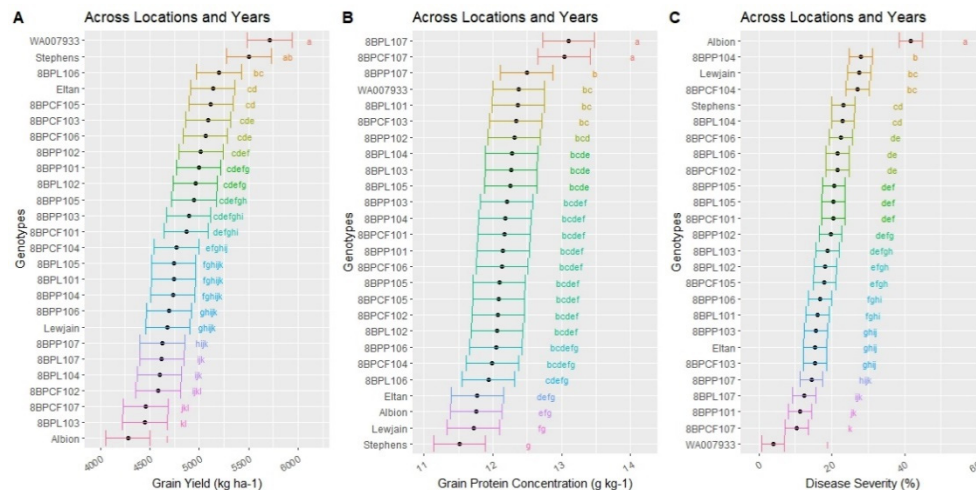 A
Across Locations and Years
Genotypes
WA007933 a
Stephens ab
8BPL106 bc
Eltan cd
8BPCF105 cd
8BPCF103 cde
8BPCF106 cde
8BPP102 cdef
8BPP101 cdefg
8BPL102 cdefg
8BPP105 cdefgh
8BPP103 cdefghi
8BPCF101 defghi
8BPCF104 efghij
8BPL105 fghijk
8BPL101 fghijk
8BPP104 fghijk
8BPP106 ghijk
Lewjain ghijk
8BPP107 hijk
8BPL107 ijk
8BPL104 ijk
8BPCF102 ijkl
8BPCF107 jkl
8BPL103 kl
Albion l
4000 4500 5000 5500 6000
Grain Yield (kg ha-1)
B
Across Locations and Years
Genotypes
8BPL107 a
8BPCF107 a
8BPP107 b
WA007933 bc
8BPL101 bc
8BPCF103 bc
8BPP102 bcd
8BPL104 bcde
8BPL103 bcde
8BPL105 bcde
8BPP103 bcdef
8BPP104 bcdef
8BPCF101 bcdef
8BPP101 bcdef
8BPCF106 bcdef
8BPP105 bcdef
8BPCF105 bcdef
8BPCF102 bcdef
8BPL102 bcdef
8BPP106 bcdefg
8BPCF104 bcdefg
8BPL106 cdefg
Eltan defg
Albion efg
Lewjain fg
Stephens g
11 12 13 14
Grain Protein Concentration (g kg-1)
C
Across Locations and Years
Genotypes
Albion a
8BPP104 b
Lewjain bc
8BPCF104 bc
Stephens cd
8BPL104 cd
8BPCF106 de
8BPL106 de
8BPCF102 de
8BPP105 def
8BPL105 def
8BPCF101 def
8BPP102 defg
8BPL103 defgh
8BPL102 efgh
8BPCF105 efgh
8BPP106 fghi
8BPL101 fghi
8BPP103 ghij
Eltan ghij
8BPCF103 ghij
8BPP107 hijk
8BPL107 ijk
8BPP101 jk
8BPCF107 k
WA007933 l
0 20 40
Disease Severity (%)